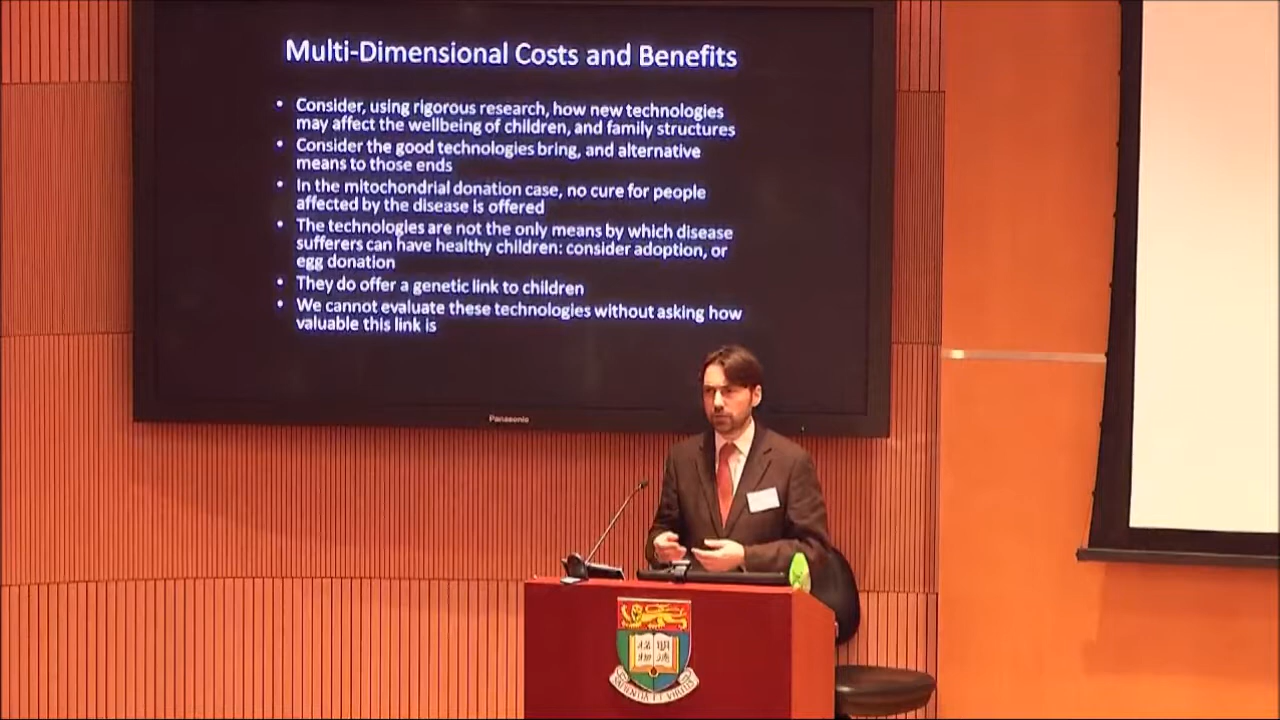 Multi-Dimensional Costs and Benefits
• Consider, using rigorous research, how new technologies
may affect the wellbeing of children, and family structures
• Consider the good technologies bring, and alternative
means to those ends
• In the mitochondrial donation case, no cure for people
affected by the disease is offered
• The technologies are not the only means by which disease
sufferers can have healthy children: consider adoption, or
egg donation
• They do offer a genetic link to children
• We cannot evaluate these technologies without asking how
valuable this link is
Panasonic
SAPIENTIA ET VIRTUS